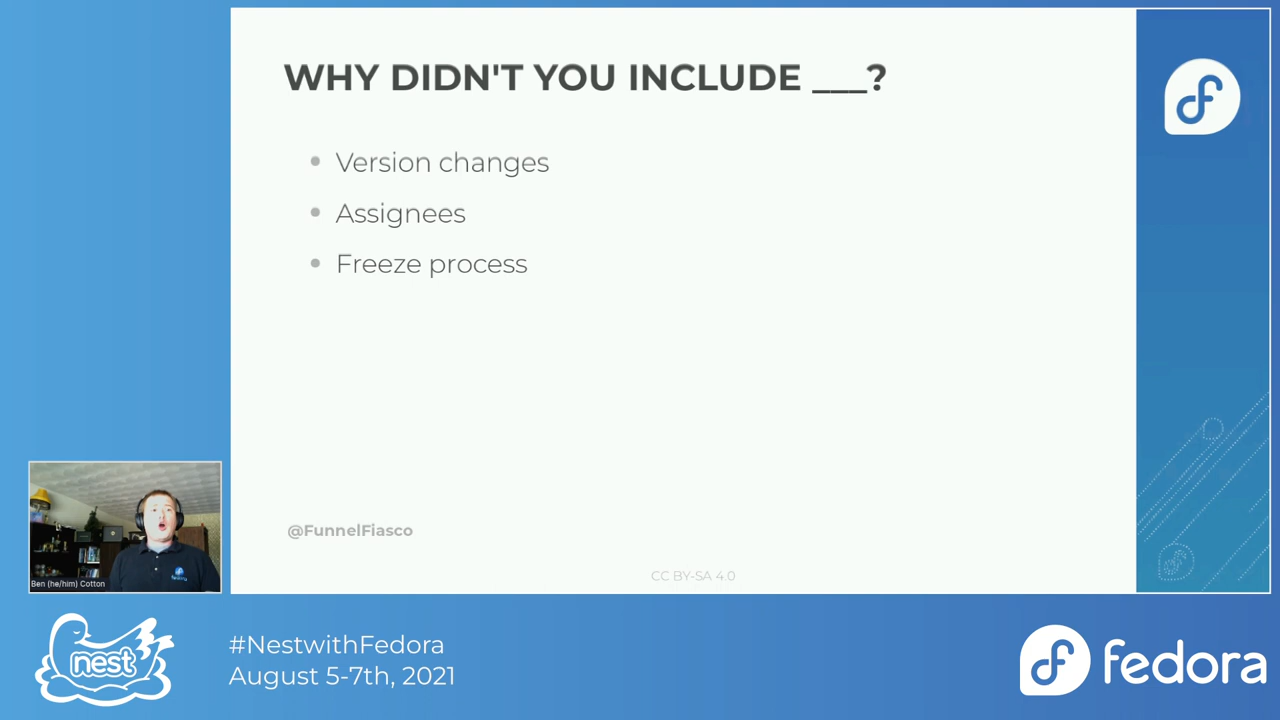 WHY DIDN'T YOU INCLUDE ___?
Version changes
Assignees
Freeze process
@FunnelFiasco
CC BY-SA 4.0
fedora
Ben (he/him) Cotton
nest
#NestwithFedora
August 5-7th, 2021
fedora